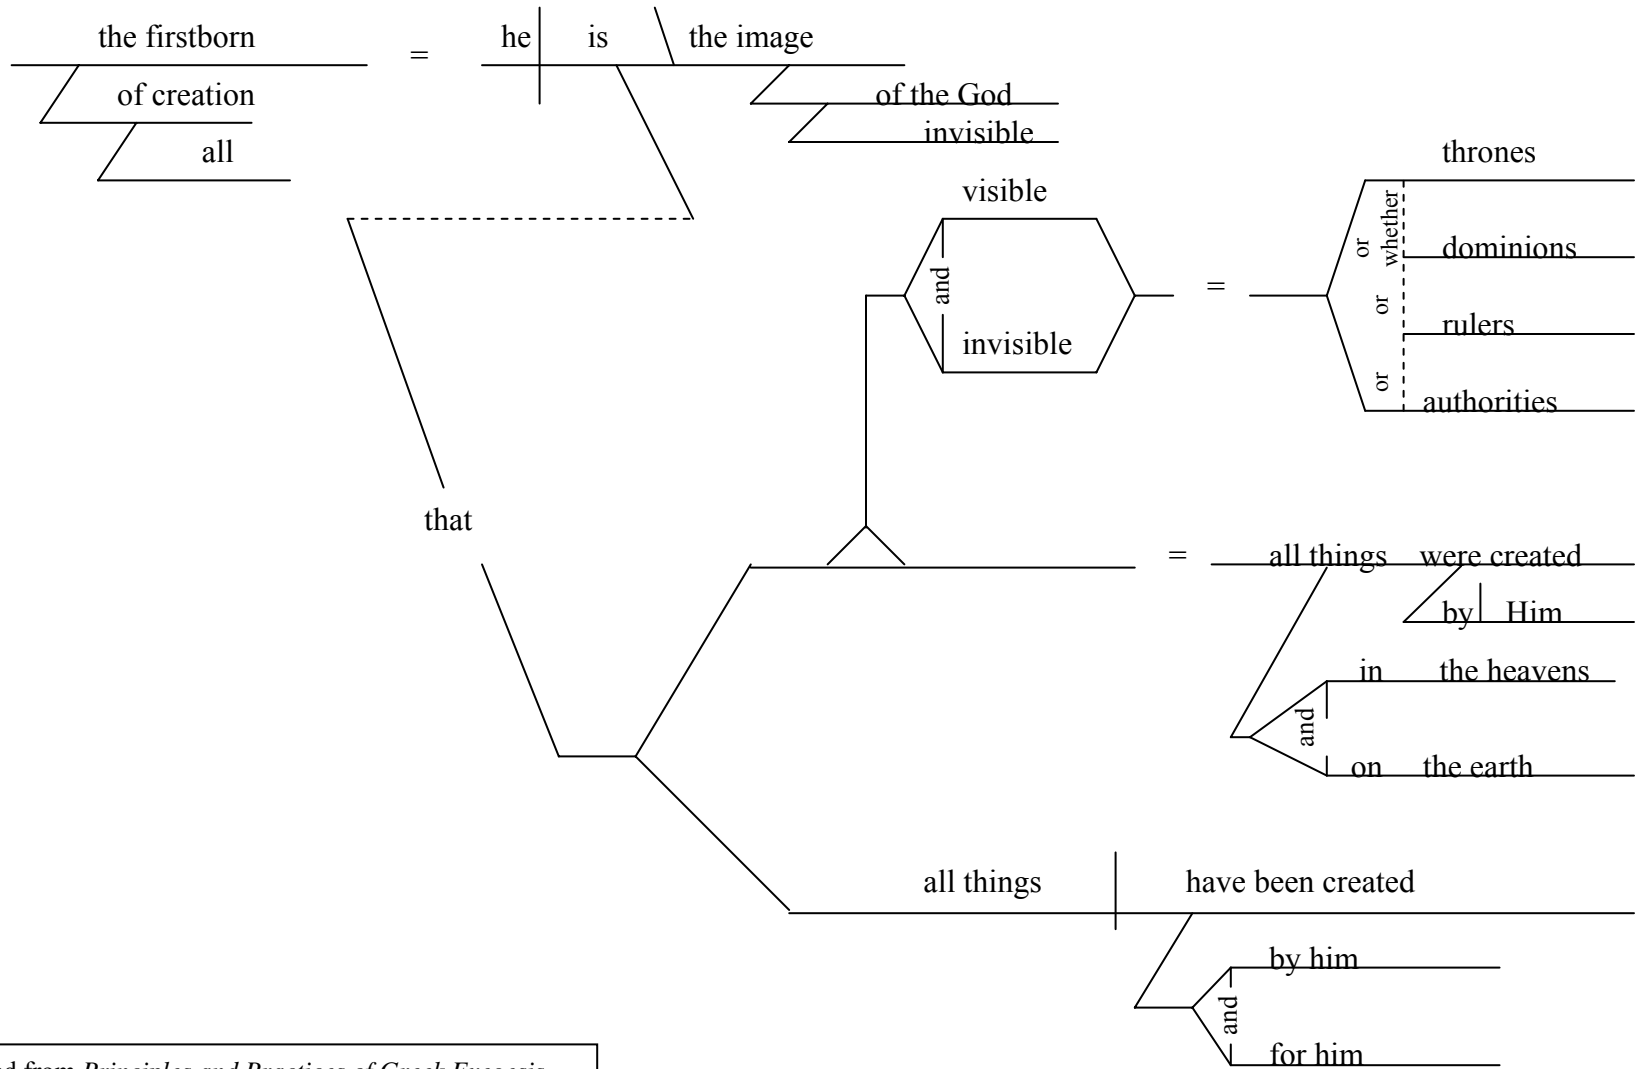 the firstborn = he is the image
of creation
of the God
all
invisible
visible
and
invisible
=
thrones
or whether
dominions
or
rulers
or
authorities
that
= all things were created
by Him
in the heavens
and
on the earth
all things have been created
by him
and
for him
from Principles and Practices of Greek Exegesis